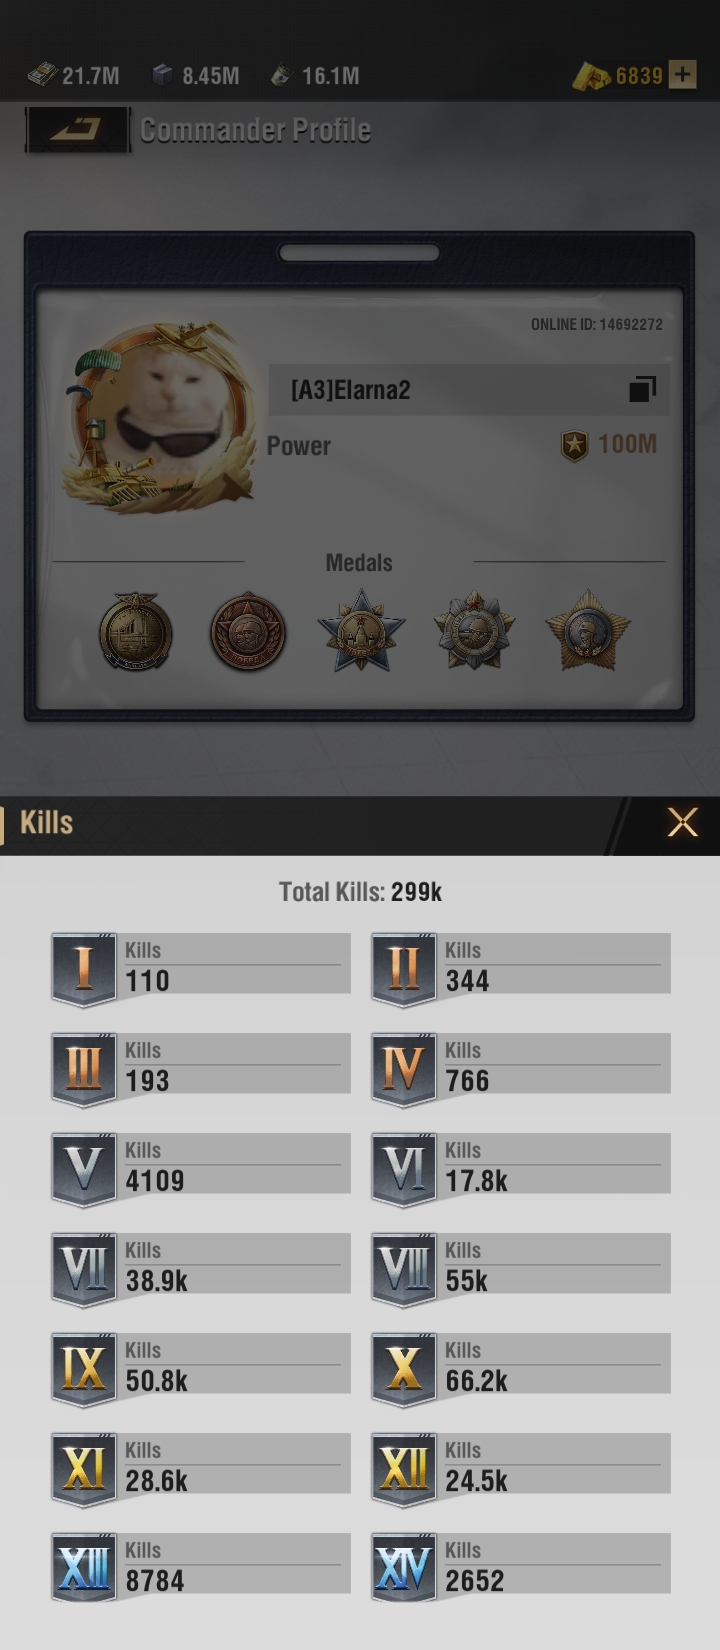 21.7M 8.45M 16.1M 6839
Commander Profile
ONLINE ID: 14692272
[A3]Elarna2
Power 100M
Medals
Kills
Total Kills: 299k
I Kills II Kills
110 344
III Kills IV Kills
193 766
V Kills VI Kills
4109 17.8k
VII Kills VIII Kills
38.9k 55k
IX Kills X Kills
50.8k 66.2k
XI Kills XII Kills
28.6k 24.5k
XIII Kills XIV Kills
8784 2652